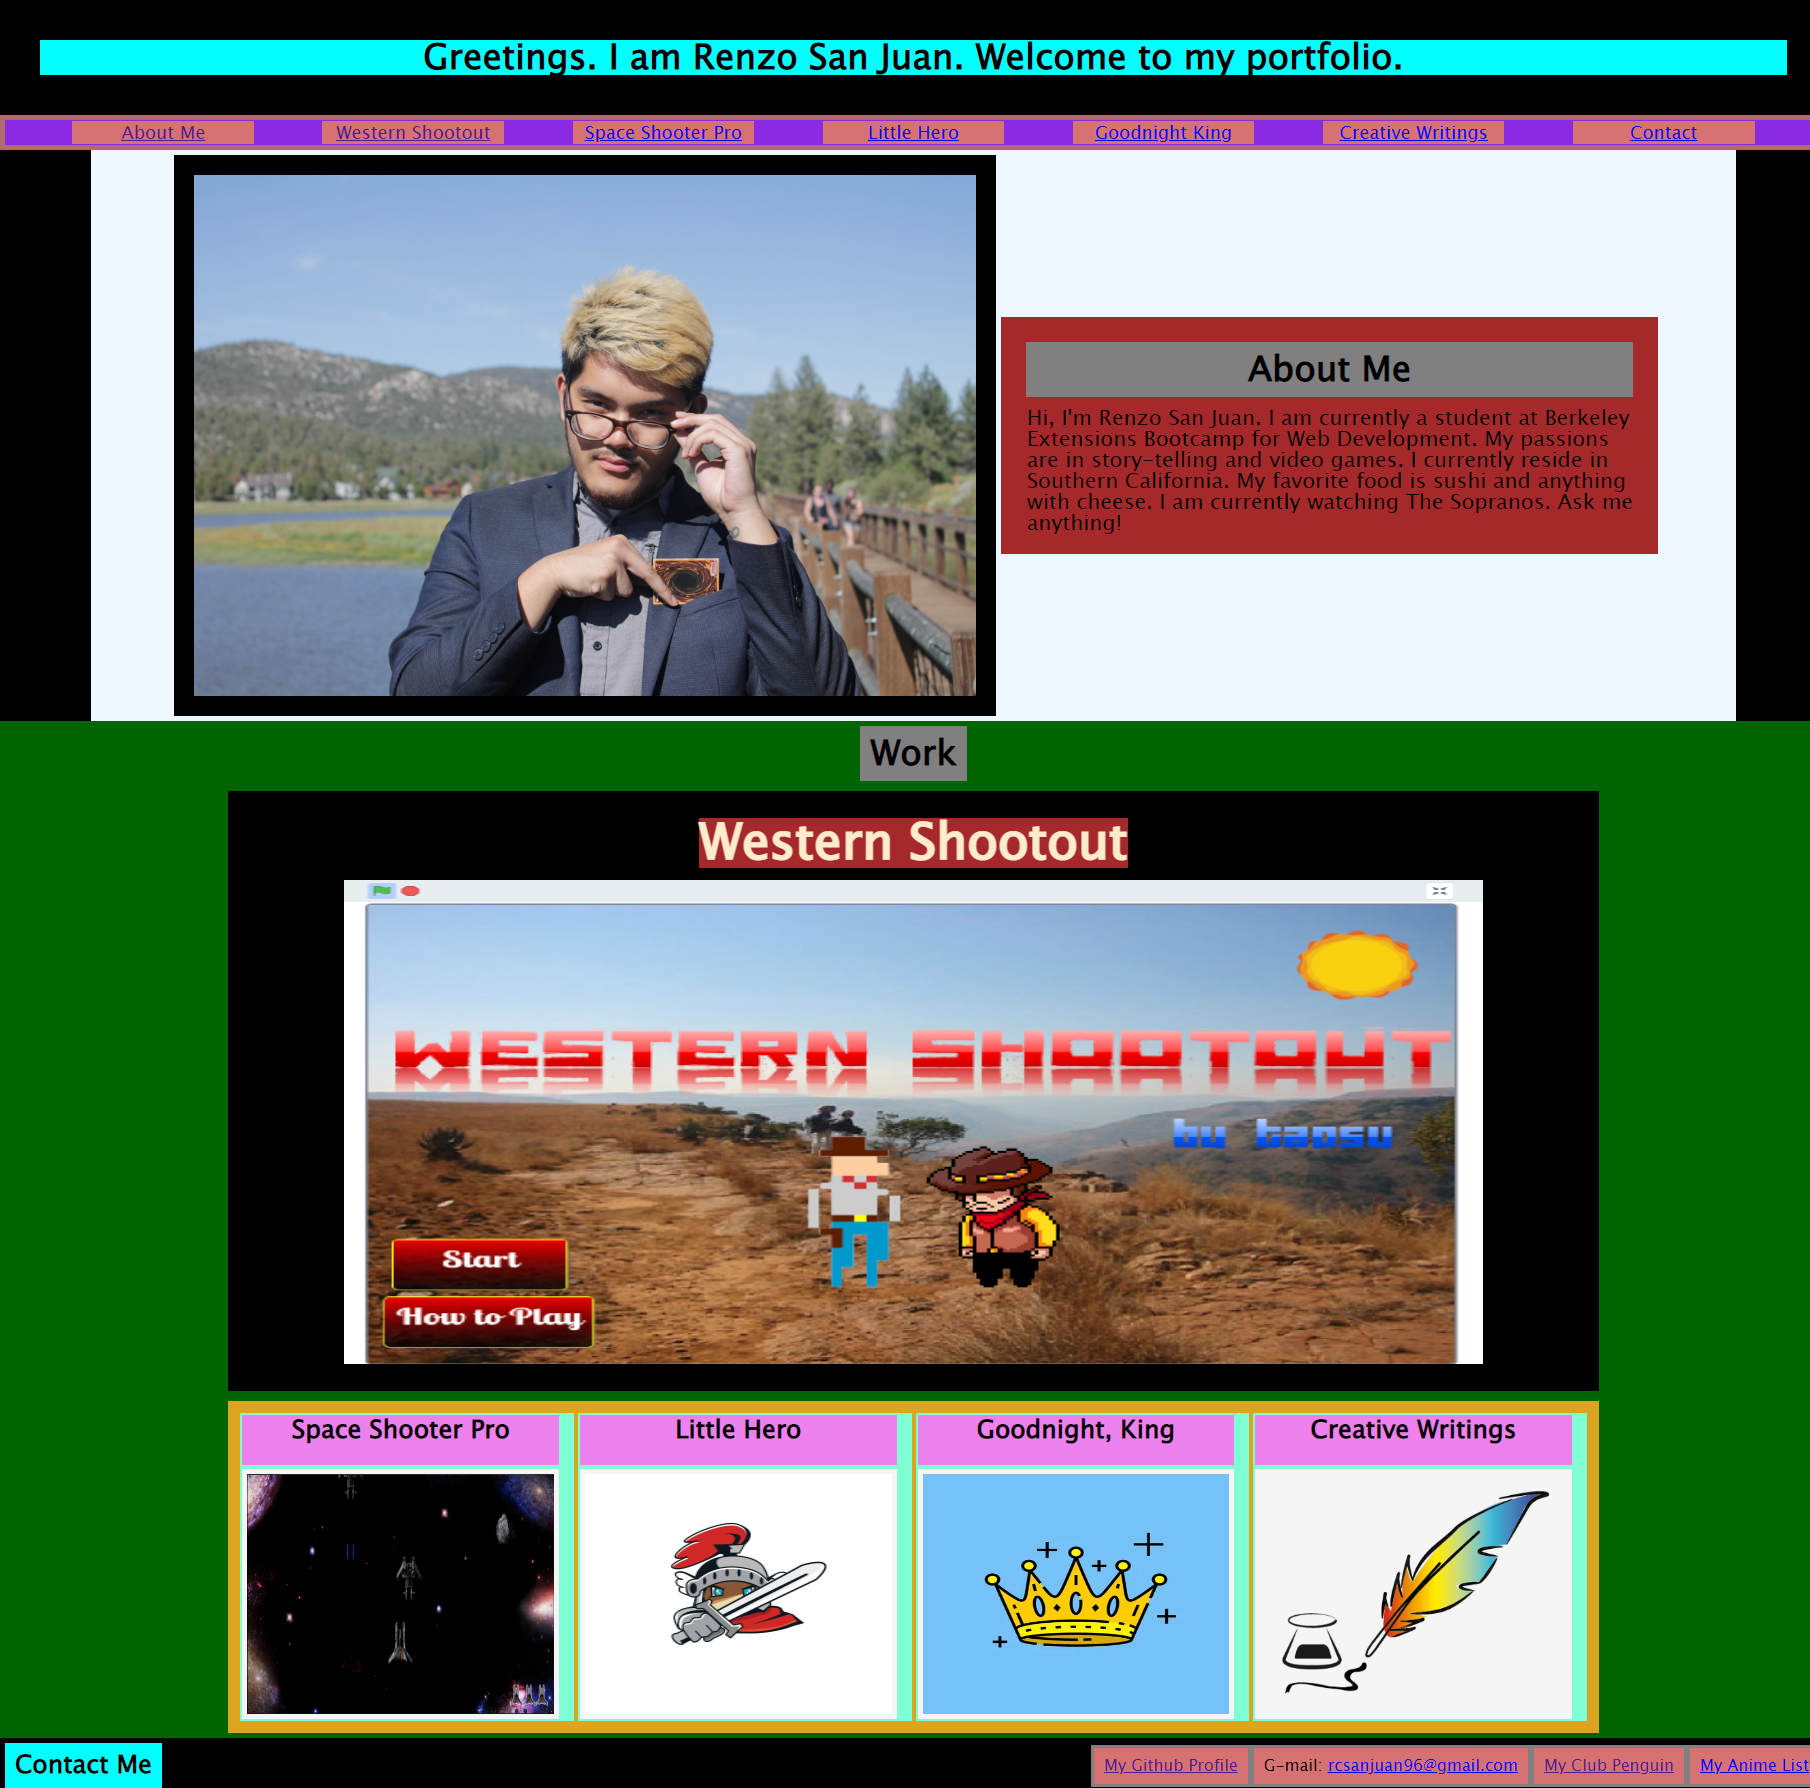 Greetings. I am Renzo San Juan. Welcome to my portfolio.
About Me
Western Shootout
Space Shooter Pro
Little Hero
Goodnight King
Creative Writings
Contact
About Me
Hi, I'm Renzo San Juan. I am currently a student at Berkeley
Extensions Bootcamp for Web Development. My passions
are in story-telling and video games. I currently reside in
Southern California. My favorite food is sushi and anything
with cheese. I am currently watching The Sopranos. Ask me
anything!
Work
Western Shootout
WESTERN SHOOTOUT
by taosu
Start
How to Play
Space Shooter Pro
Little Hero
Goodnight, King
Creative Writings
Contact Me
My Github Profile
G-mail: rcsanjuan96@gmail.com
My Club Penguin
My Anime List